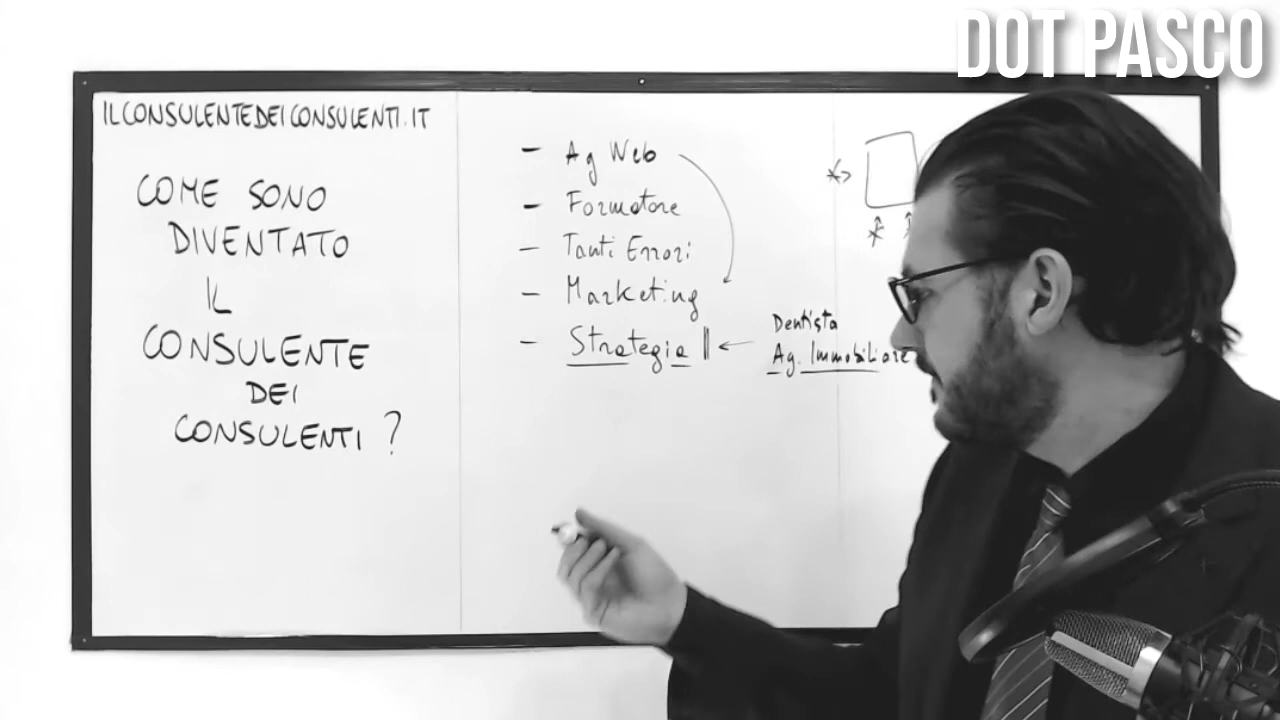 DOT PASCO
ILCONSULENTEDEICONSULENTI.IT
COME SONO
DIVENTATO
IL
CONSULENTE
DEI
CONSULENTI?
- Ag Web
- Formatore
- Tanti Errori
- Marketing
- Strategia
Dentista
Ag. Immobiliare